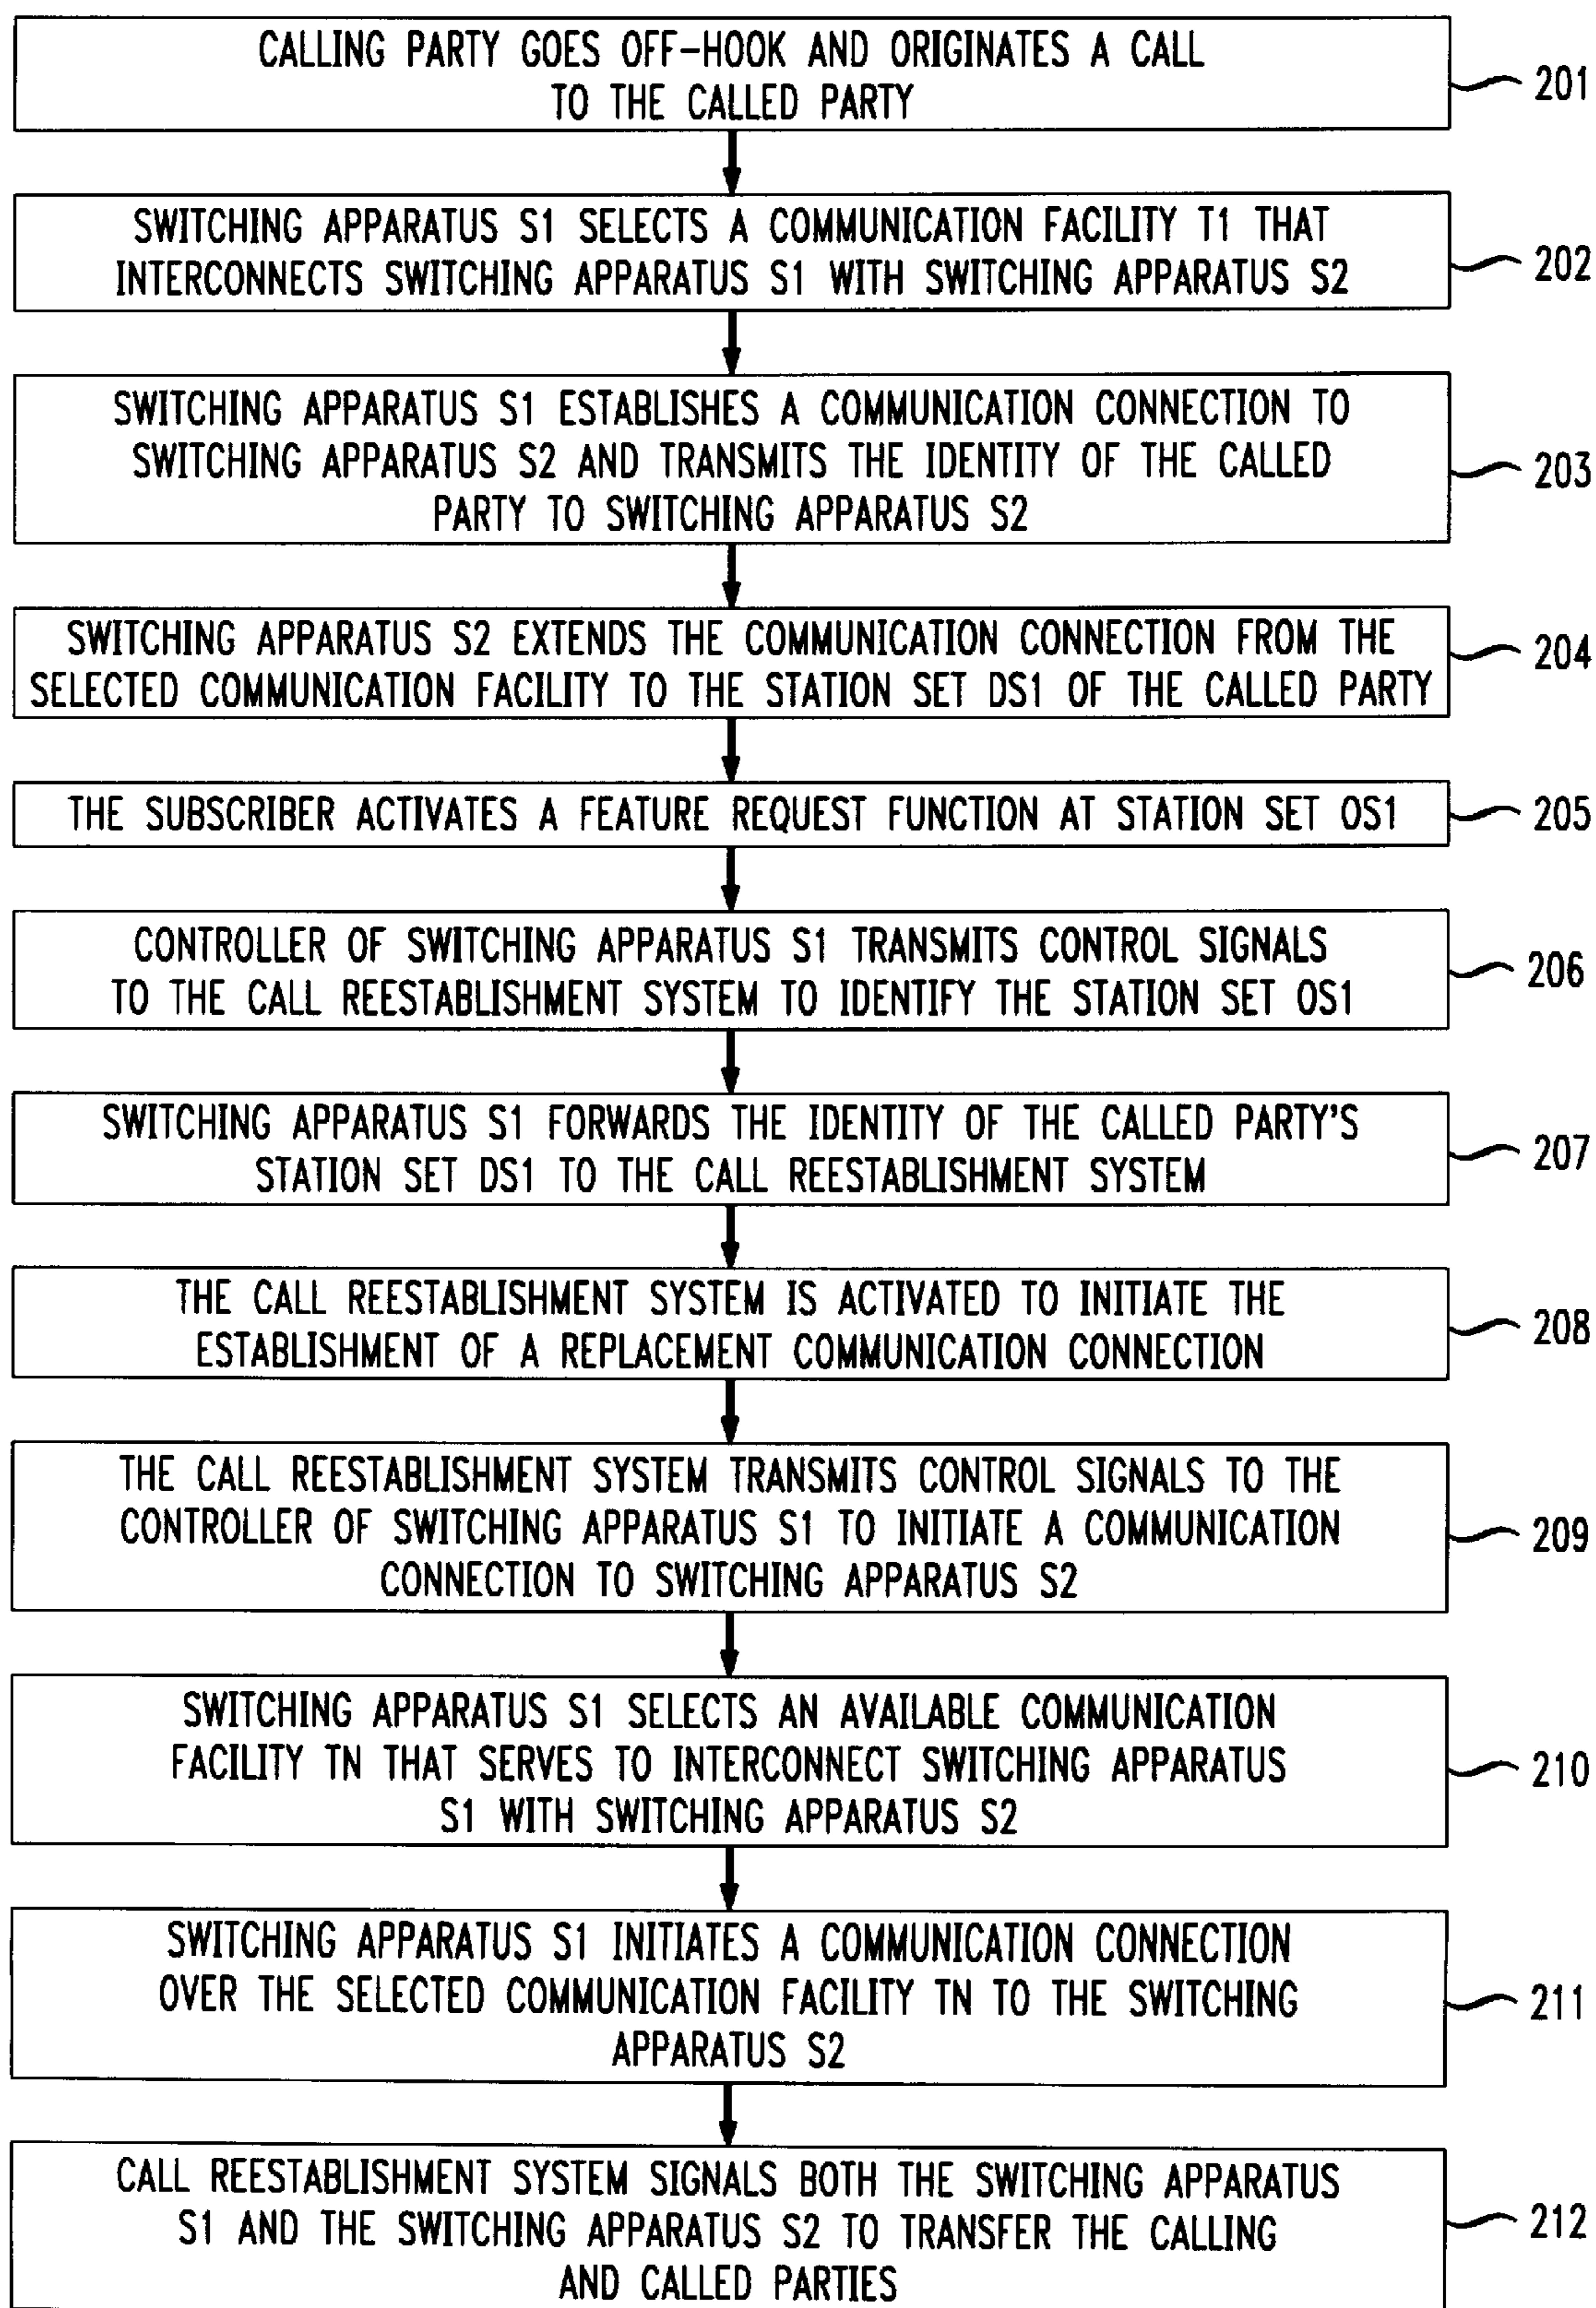 CALLING PARTY GOES OFF-HOOK AND ORIGINATES A CALL
TO THE CALLED PARTY
201
SWITCHING APPARATUS S1 SELECTS A COMMUNICATION FACILITY T1 THAT
INTERCONNECTS SWITCHING APPARATUS S1 WITH SWITCHING APPARATUS S2
202
SWITCHING APPARATUS S1 ESTABLISHES A COMMUNICATION CONNECTION TO
SWITCHING APPARATUS S2 AND TRANSMITS THE IDENTITY OF THE CALLED
PARTY TO SWITCHING APPARATUS S2
203
SWITCHING APPARATUS S2 EXTENDS THE COMMUNICATION CONNECTION FROM THE
SELECTED COMMUNICATION FACILITY TO THE STATION SET DS1 OF THE CALLED PARTY
204
THE SUBSCRIBER ACTIVATES A FEATURE REQUEST FUNCTION AT STATION SET OS1
205
CONTROLLER OF SWITCHING APPARATUS S1 TRANSMITS CONTROL SIGNALS
TO THE CALL REESTABLISHMENT SYSTEM TO IDENTIFY THE STATION SET OS1
206
SWITCHING APPARATUS S1 FORWARDS THE IDENTITY OF THE CALLED PARTY'S
STATION SET DS1 TO THE CALL REESTABLISHMENT SYSTEM
207
THE CALL REESTABLISHMENT SYSTEM IS ACTIVATED TO INITIATE THE
ESTABLISHMENT OF A REPLACEMENT COMMUNICATION CONNECTION
208
THE CALL REESTABLISHMENT SYSTEM TRANSMITS CONTROL SIGNALS TO THE
CONTROLLER OF SWITCHING APPARATUS S1 TO INITIATE A COMMUNICATION
CONNECTION TO SWITCHING APPARATUS S2
209
SWITCHING APPARATUS S1 SELECTS AN AVAILABLE COMMUNICATION
FACILITY TN THAT SERVES TO INTERCONNECT SWITCHING APPARATUS
S1 WITH SWITCHING APPARATUS S2
210
SWITCHING APPARATUS S1 INITIATES A COMMUNICATION CONNECTION
OVER THE SELECTED COMMUNICATION FACILITY TN TO THE SWITCHING
APPARATUS S2
211
CALL REESTABLISHMENT SYSTEM SIGNALS BOTH THE SWITCHING APPARATUS
S1 AND THE SWITCHING APPARATUS S2 TO TRANSFER THE CALLING
AND CALLED PARTIES
212